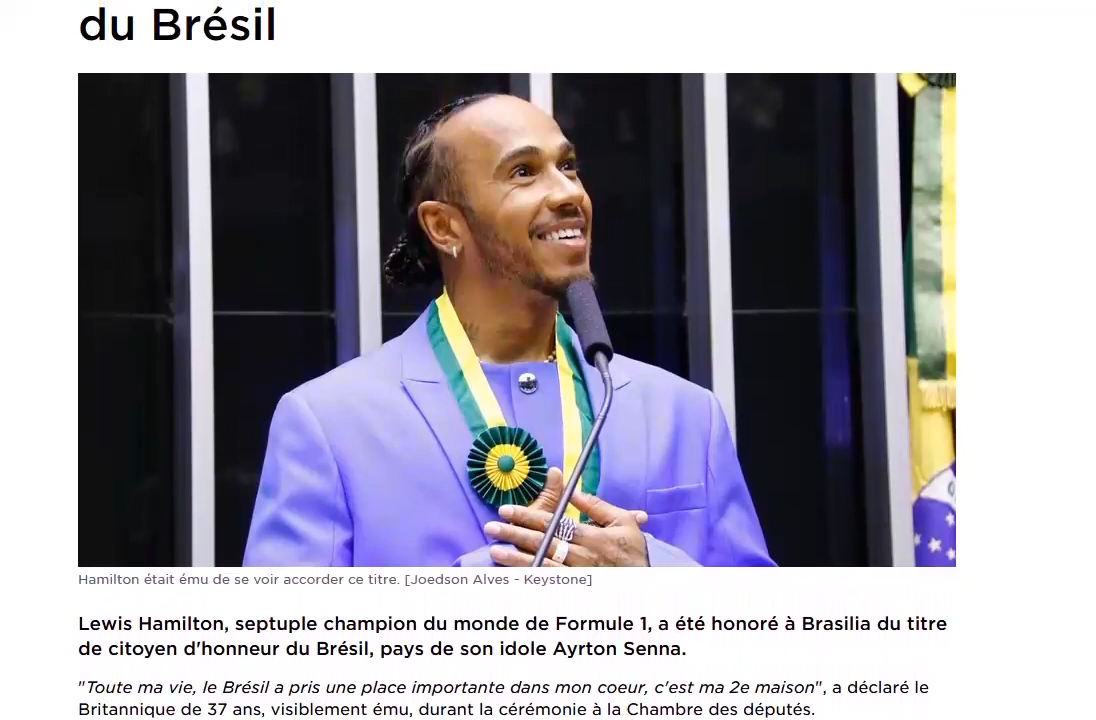 du Brésil
Hamilton était ému de se voir accorder ce titre. [Joedson Alves - Keystone]
Lewis Hamilton, septuple champion du monde de Formule 1, a été honoré à Brasilia du titre
de citoyen d'honneur du Brésil, pays de son idole Ayrton Senna.
"Toute ma vie, le Brésil a pris une place importante dans mon coeur, c'est ma 2e maison", a déclaré le
Britannique de 37 ans, visiblement ému, durant la cérémonie à la Chambre des députés.